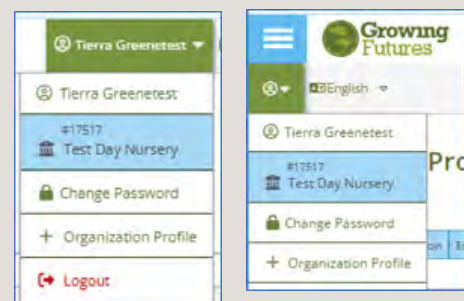 Tierra Greenetest
Tierra Greenetest
#17517
Test Day Nursery
Change Password
+ Organization Profile
Logout
Growing
Futures
English
Tierra Greenetest
#17517
Test Day Nursery
Change Password
+ Organization Profile
Pro
on